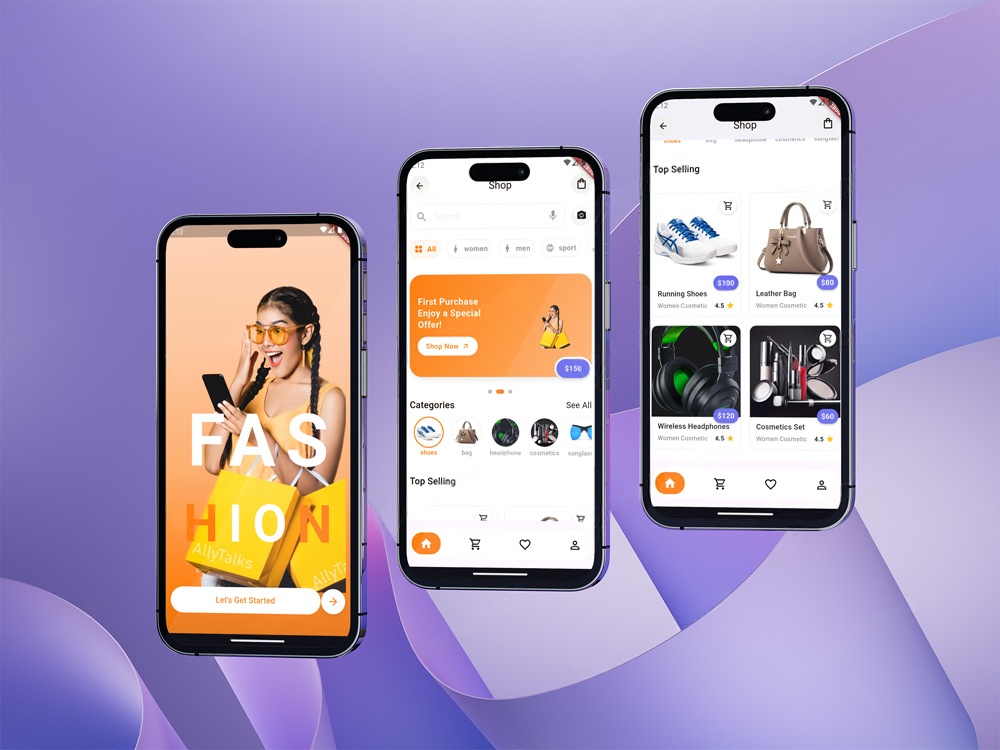 FAS
HION
AllyTalks
AllyTa
Let's Get Started
:12
Shop
Search
All
women
men
sport
First Purchase
Enjoy a Special
Offer!
Shop Now
$150
Categories
See All
shoes
bag
headphone
cosmetics
sunglass
Top Selling
:12
Shop
shoes
bag
headphone
cosmetics
sunglas
Top Selling
$100
$80
Running Shoes
Leather Bag
Women Cosmetic
4.5
Women Cosmetic
4.5
$120
$60
Wireless Headphones
Cosmetics Set
Women Cosmetic
4.5
Women Cosmetic
4.5